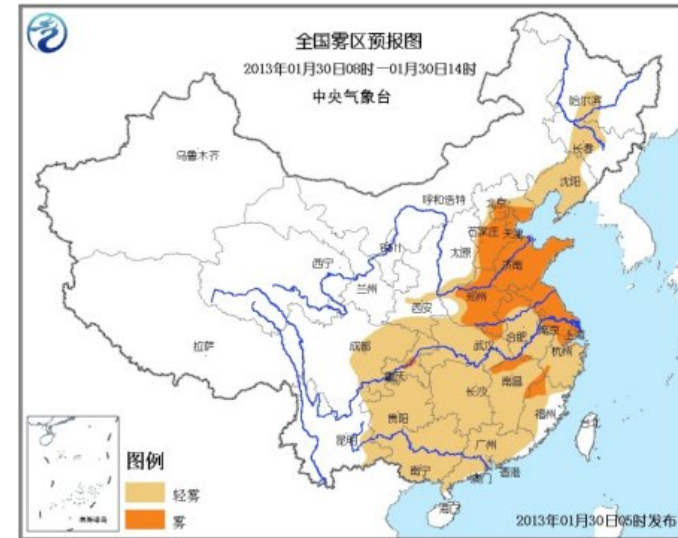 全国雾区预报图
2013年01月30日08时—01月30日14时
中央气象台
哈尔滨
长春
乌鲁木齐
沈阳
呼和浩特
北京
银川
石家庄
天津
太原
西宁
济南
兰州
郑州
西安
拉萨
成都
武汉
合肥
南京
上海
杭州
重庆
南昌
长沙
贵阳
福州
昆明
台北
广州
南宁
香港
澳门
海口
图例
轻雾
雾
南海诸岛
2013年01月30日05时发布